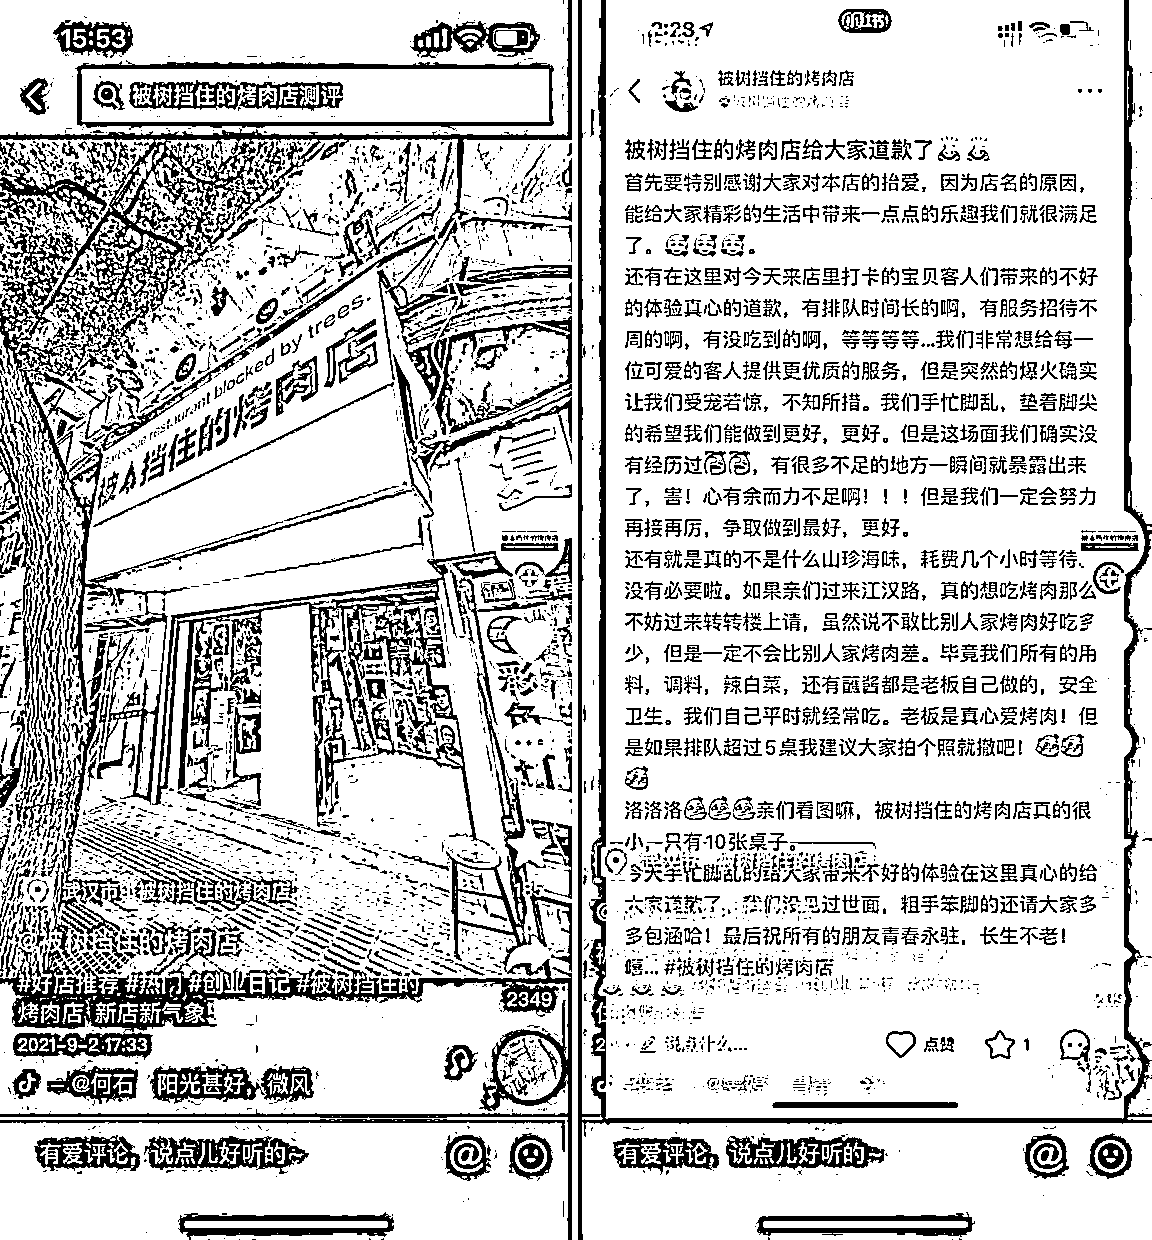 15:53
被树挡住的烤肉店测评
restaurant blocked by trees.
挡住的烤肉店
武汉市 被树挡住的烤肉店
@被树挡住的烤肉店
#好店推荐 #热门 #创业日记 #被树挡住的
烤肉店 新店新气象
2021-9-2 17:33
2349
@何石 阳光甚好，微风
有爱评论，说点儿好听的~
2:23
小红书
被树挡住的烤肉店
被树挡住的烤肉店给大家道歉了
首先要特别感谢大家对本店的抬爱，因为店名的原因，
能给大家精彩的生活中带来一点点的乐趣我们就很满足
了。。
还有在这里对今天来店里打卡的宝贝客人们带来的不好
的体验真心的道歉，有排队时间长的啊，有服务招待不
周的啊，有没吃到的啊，等等等等...我们非常想给每一
位可爱的客人提供更优质的服务，但是突然的爆火确实
让我们受宠若惊，不知所措。我们手忙脚乱，垫着脚尖
的希望我们能做到更好，更好。但是这场面我们确实没
有经历过，有很多不足的地方一瞬间就暴露出来
了，害！心有余而力不足啊！！！但是我们一定会努力
再接再厉，争取做到最好，更好。
还有就是真的不是什么山珍海味，耗费几个小时等待、
没有必要啦。如果亲们过来江汉路，真的想吃烤肉那么
不妨过来转转楼上请，虽然说不敢比别人家烤肉好吃多
少，但是一定不会比别人家烤肉差。毕竟我们所有的用
料，调料，辣白菜，还有蘸酱都是老板自己做的，安全
卫生。我们自己平时就经常吃。老板是真心爱烤肉！但
是如果排队超过5桌我建议大家拍个照就撤吧！
洛洛洛亲们看图嘛，被树挡住的烤肉店真的很
小，只有10张桌子。
今天手忙脚乱的给大家带来不好的体验在这里真心的给
大家道歉了，我们没见过世面，粗手笨脚的还请大家多
多包涵哈！最后祝所有的朋友青春永驻，长生不老！
嘻... #被树挡住的烤肉店
说点什么...
点赞
1
有爱评论，说点儿好听的~